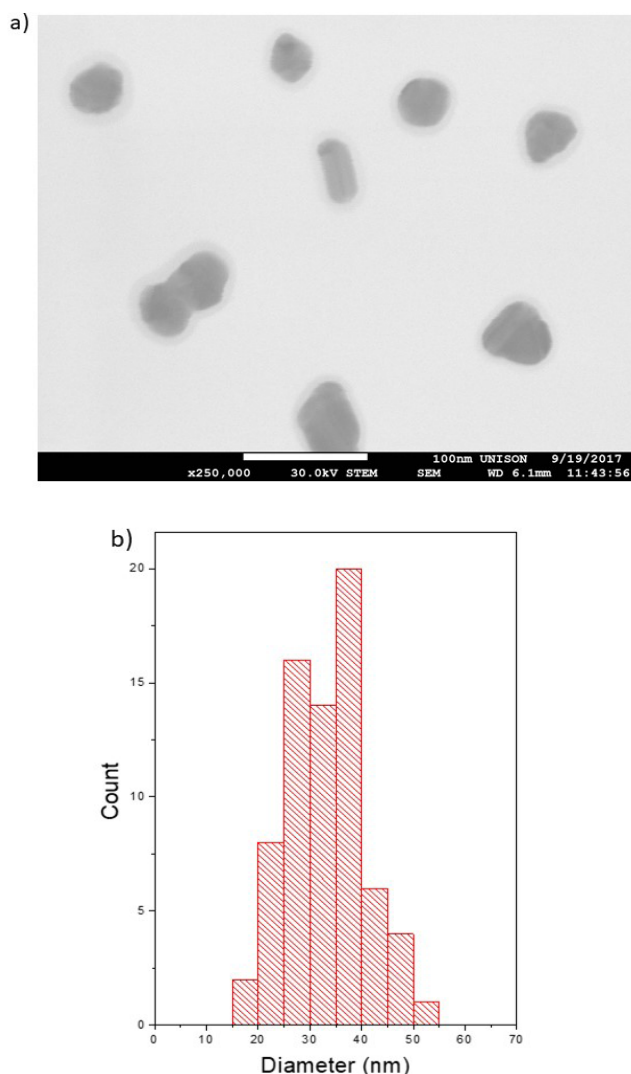 a)
100nm UNISON 9/19/2017
x250,000 30.0kV STEM SEM WD 6.1mm 11:43:56
b)
20
15
10
5
0
Count
0 10 20 30 40 50 60 70
Diameter (nm)